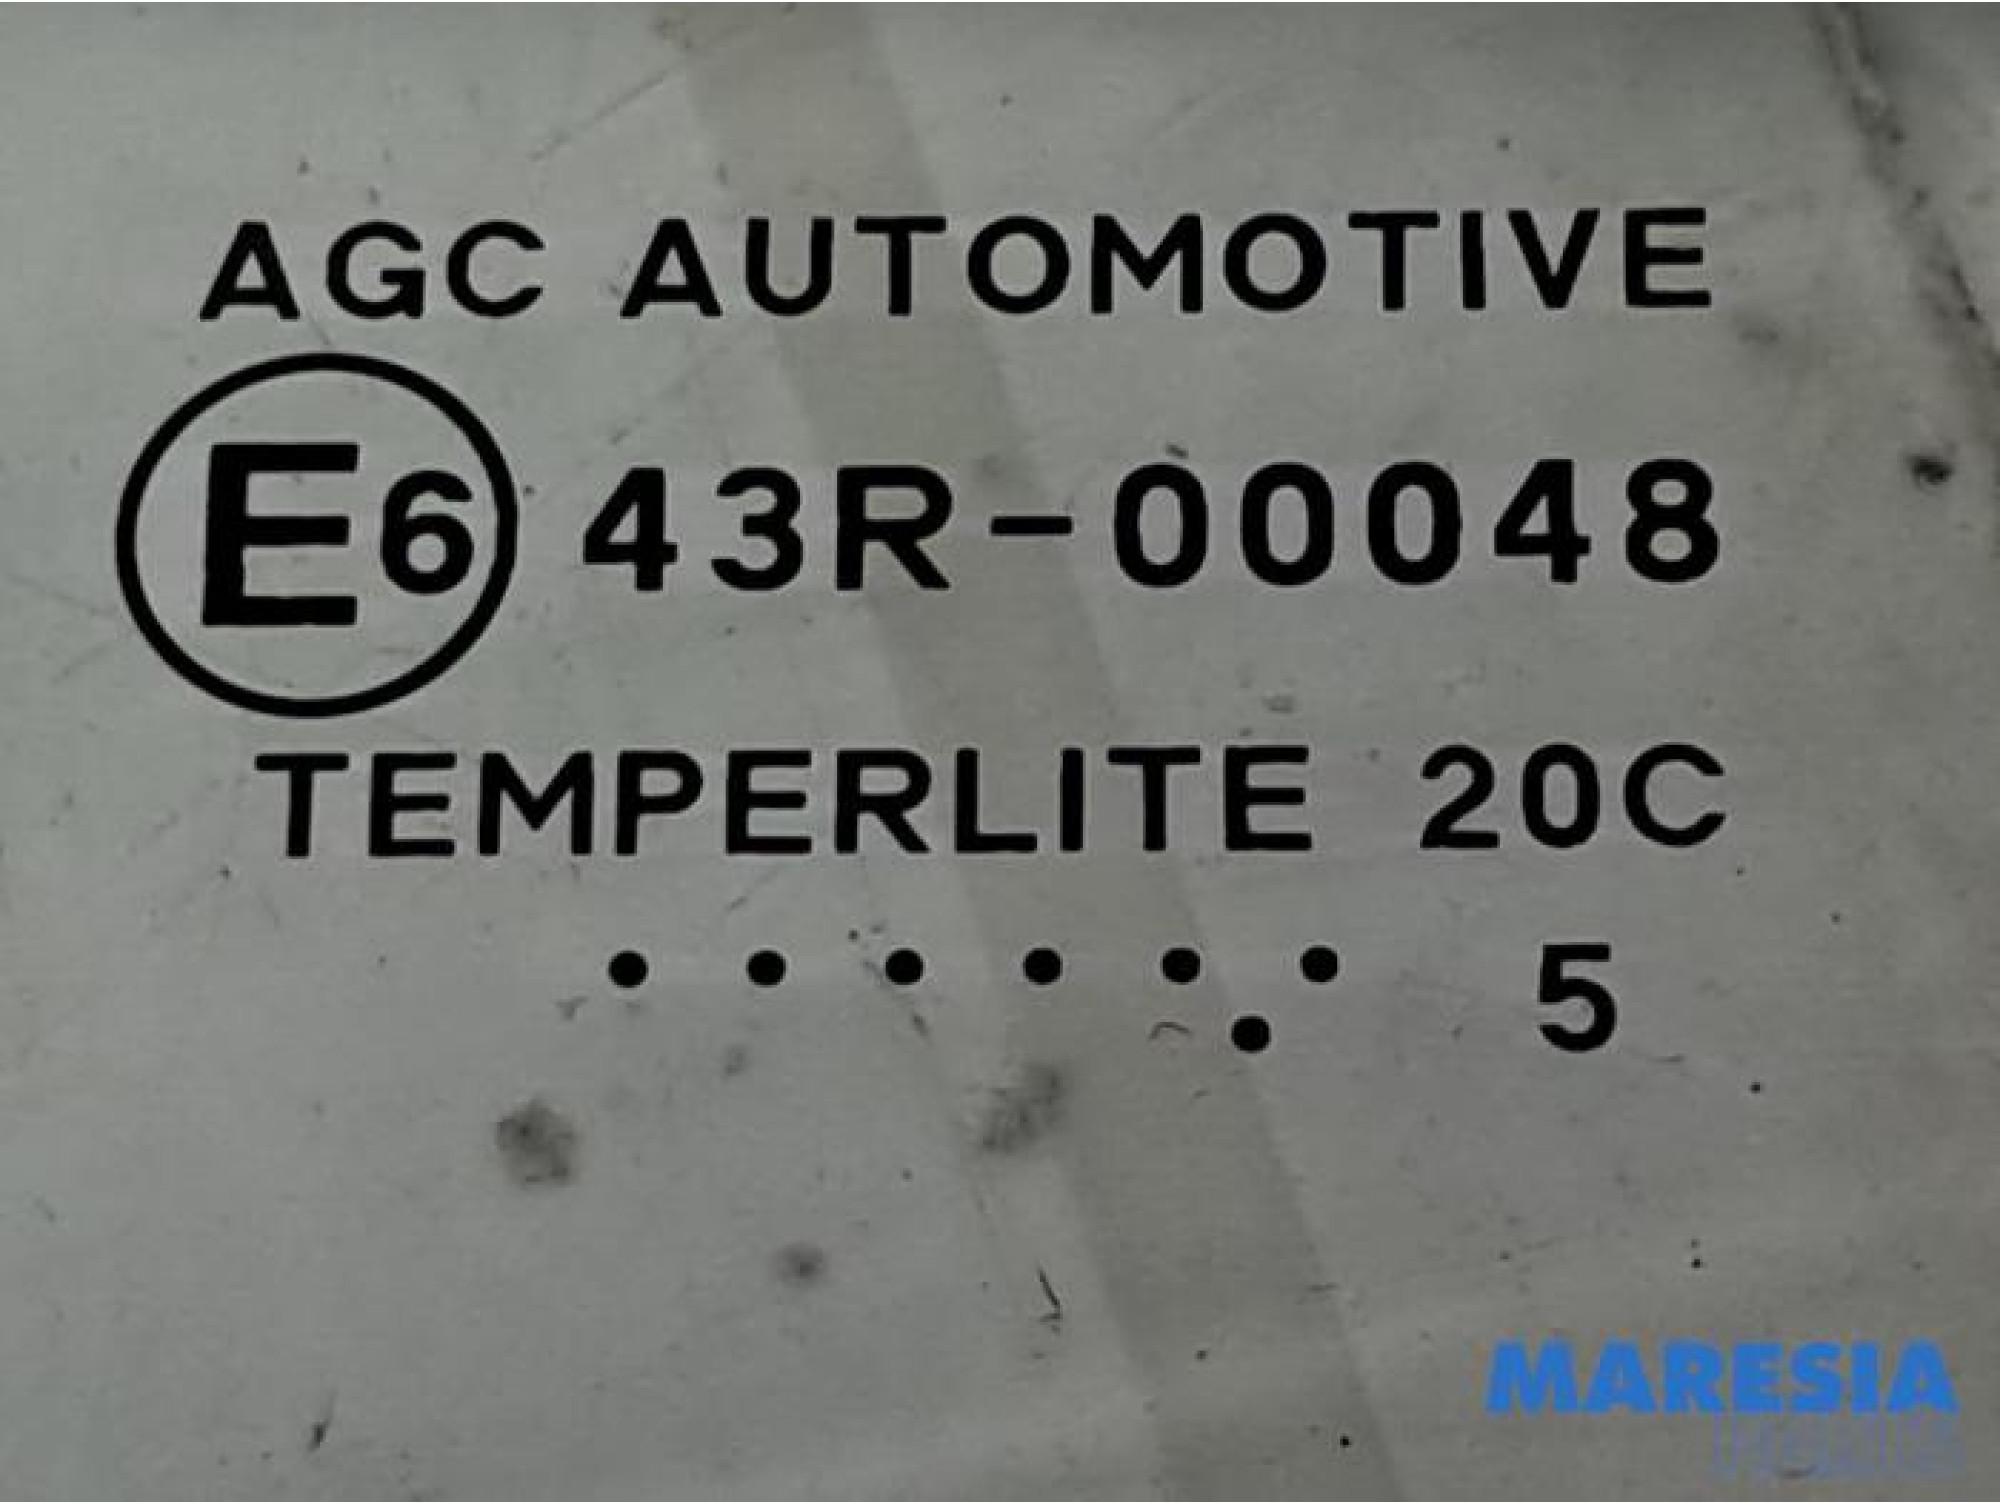 AGC AUTOMOTIVE
E6 43R-00048
TEMPERLITE 20C
. . . . . . . 5
MARESIA